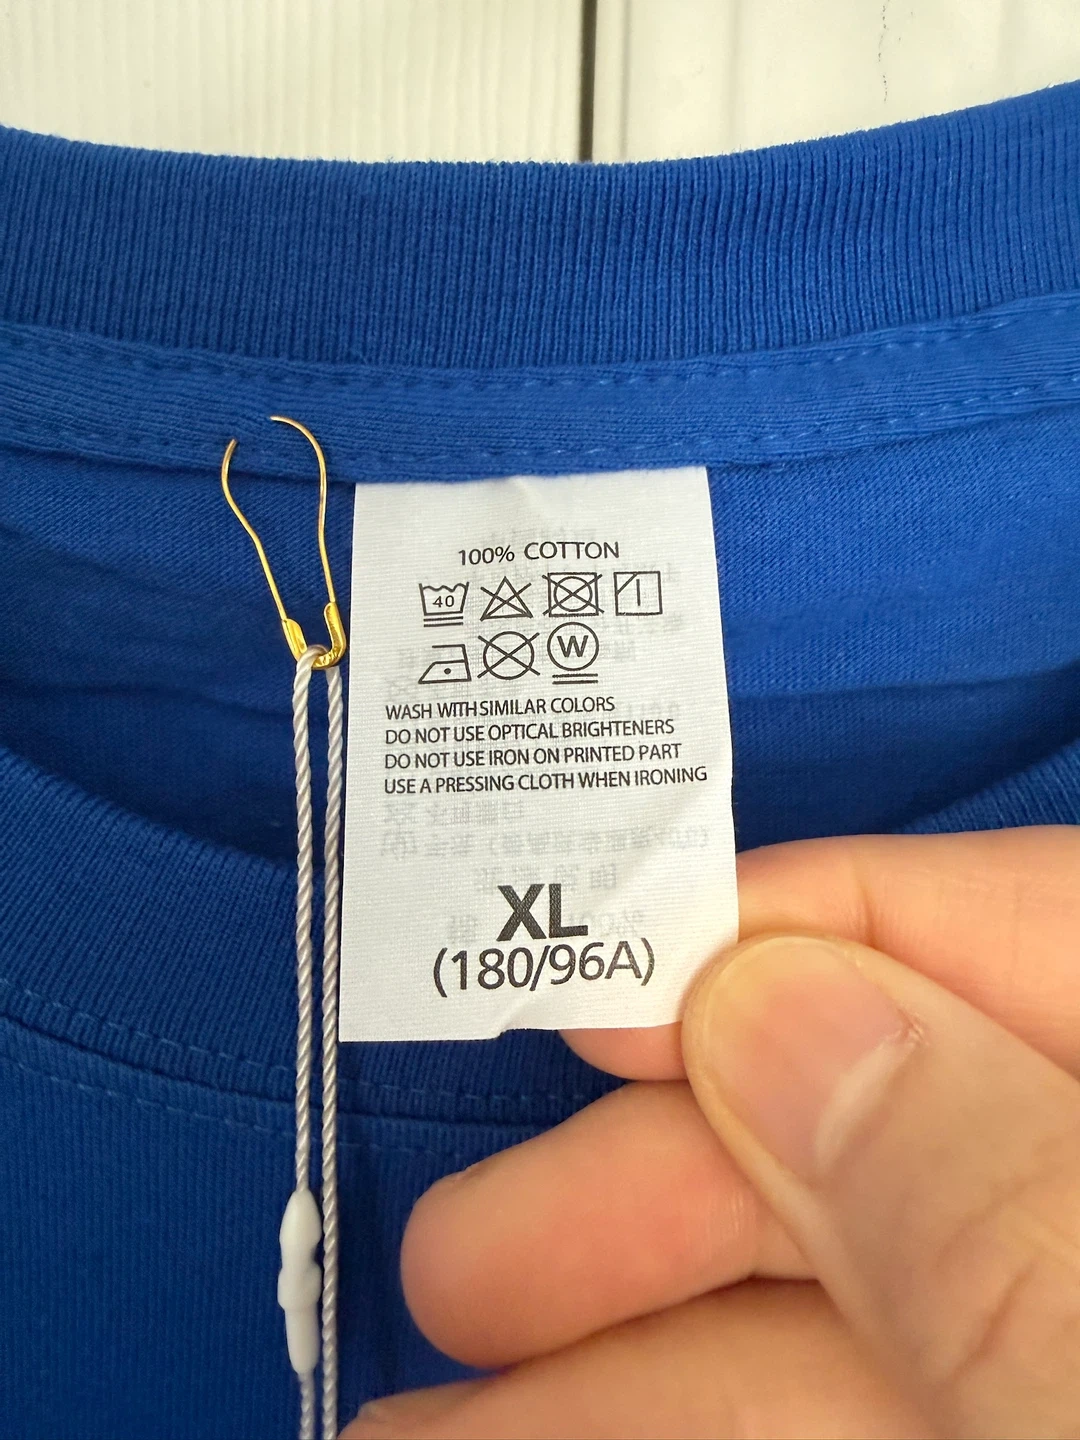 100% COTTON
40
W
WASH WITH SIMILAR COLORS
DO NOT USE OPTICAL BRIGHTENERS
DO NOT USE IRON ON PRINTED PART
USE A PRESSING CLOTH WHEN IRONING
XL
(180/96A)